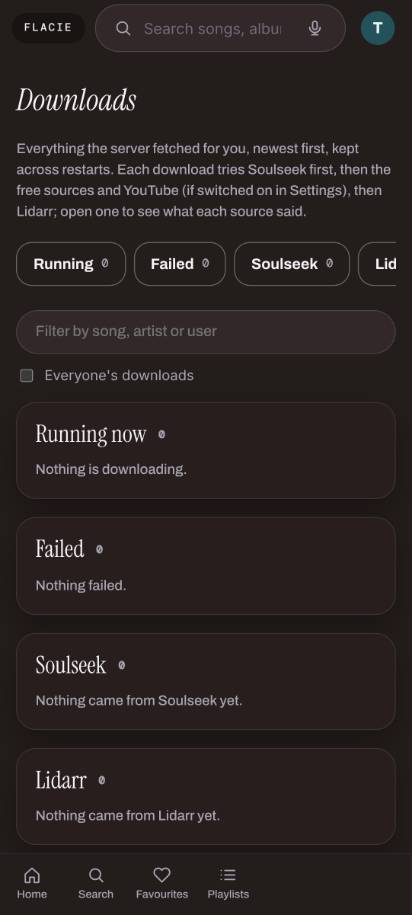 FLACIE
Search songs, albu
T
Downloads
Everything the server fetched for you, newest first, kept
across restarts. Each download tries Soulseek first, then the
free sources and YouTube (if switched on in Settings), then
Lidarr; open one to see what each source said.
Running 0
Failed 0
Soulseek 0
Lid
Filter by song, artist or user
Everyone's downloads
Running now 0
Nothing is downloading.
Failed 0
Nothing failed.
Soulseek 0
Nothing came from Soulseek yet.
Lidarr 0
Nothing came from Lidarr yet.
Home
Search
Favourites
Playlists